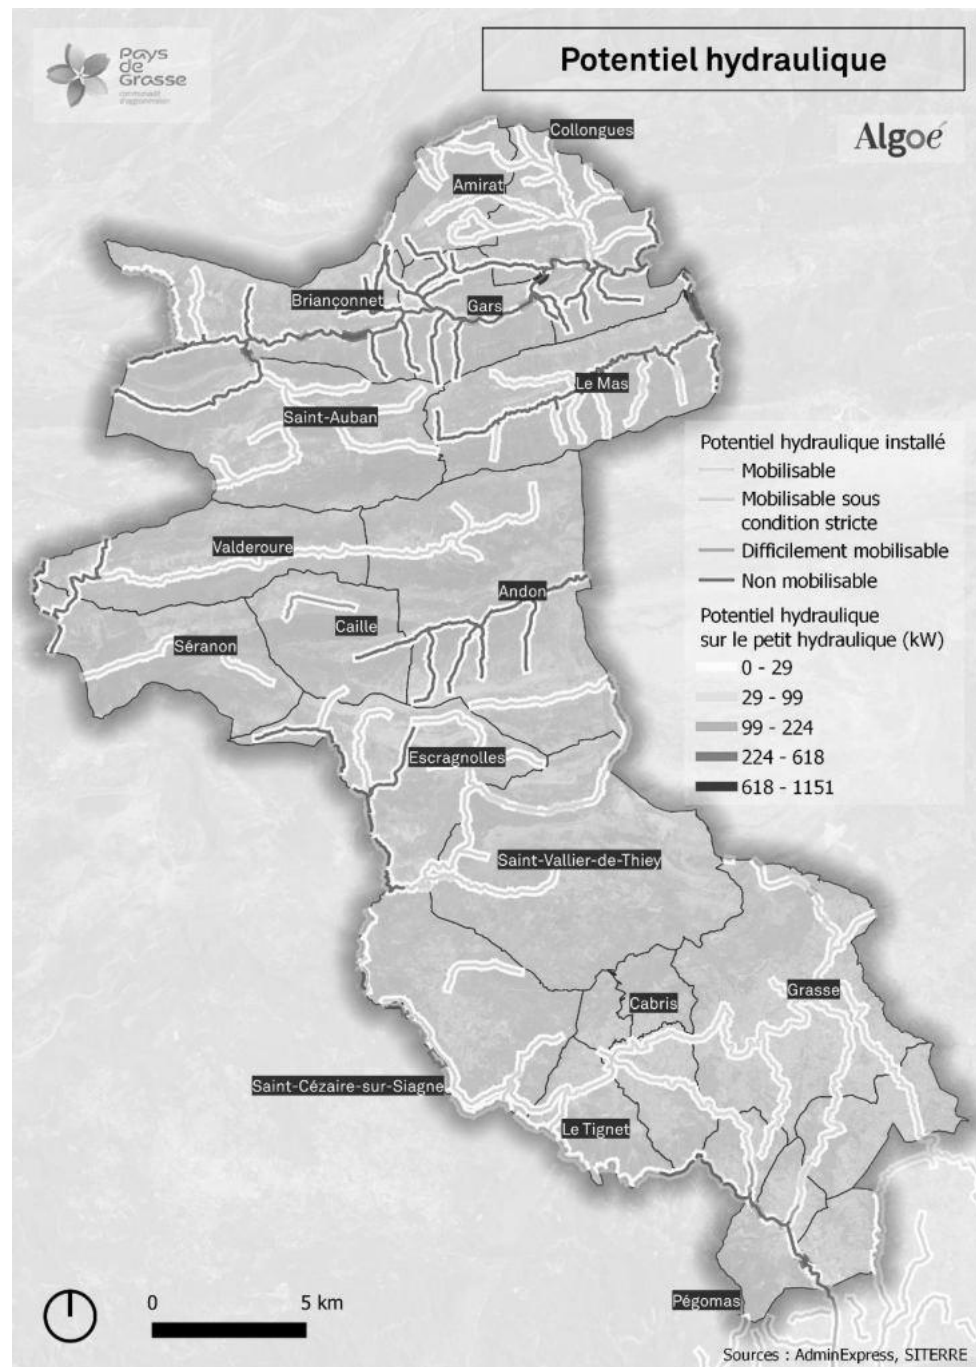 Pays
de
Grasse
communauté
d'agglomération
Potentiel hydraulique
Algoé
Collongues
Amirat
Briançonnet
Gars
Le Mas
Saint-Auban
Potentiel hydraulique installé
Mobilisable
Mobilisable sous
condition stricte
Difficilement mobilisable
Non mobilisable
Potentiel hydraulique
sur le petit hydraulique (kW)
0 - 29
29 - 99
99 - 224
224 - 618
618 - 1151
Valderoure
Andon
Caille
Séranon
Escragnolles
Saint-Vallier-de-Thiey
Grasse
Cabris
Saint-Cézaire-sur-Siagne
Le Tignet
Pégomas
0 5 km
Sources : AdminExpress, SITERRE